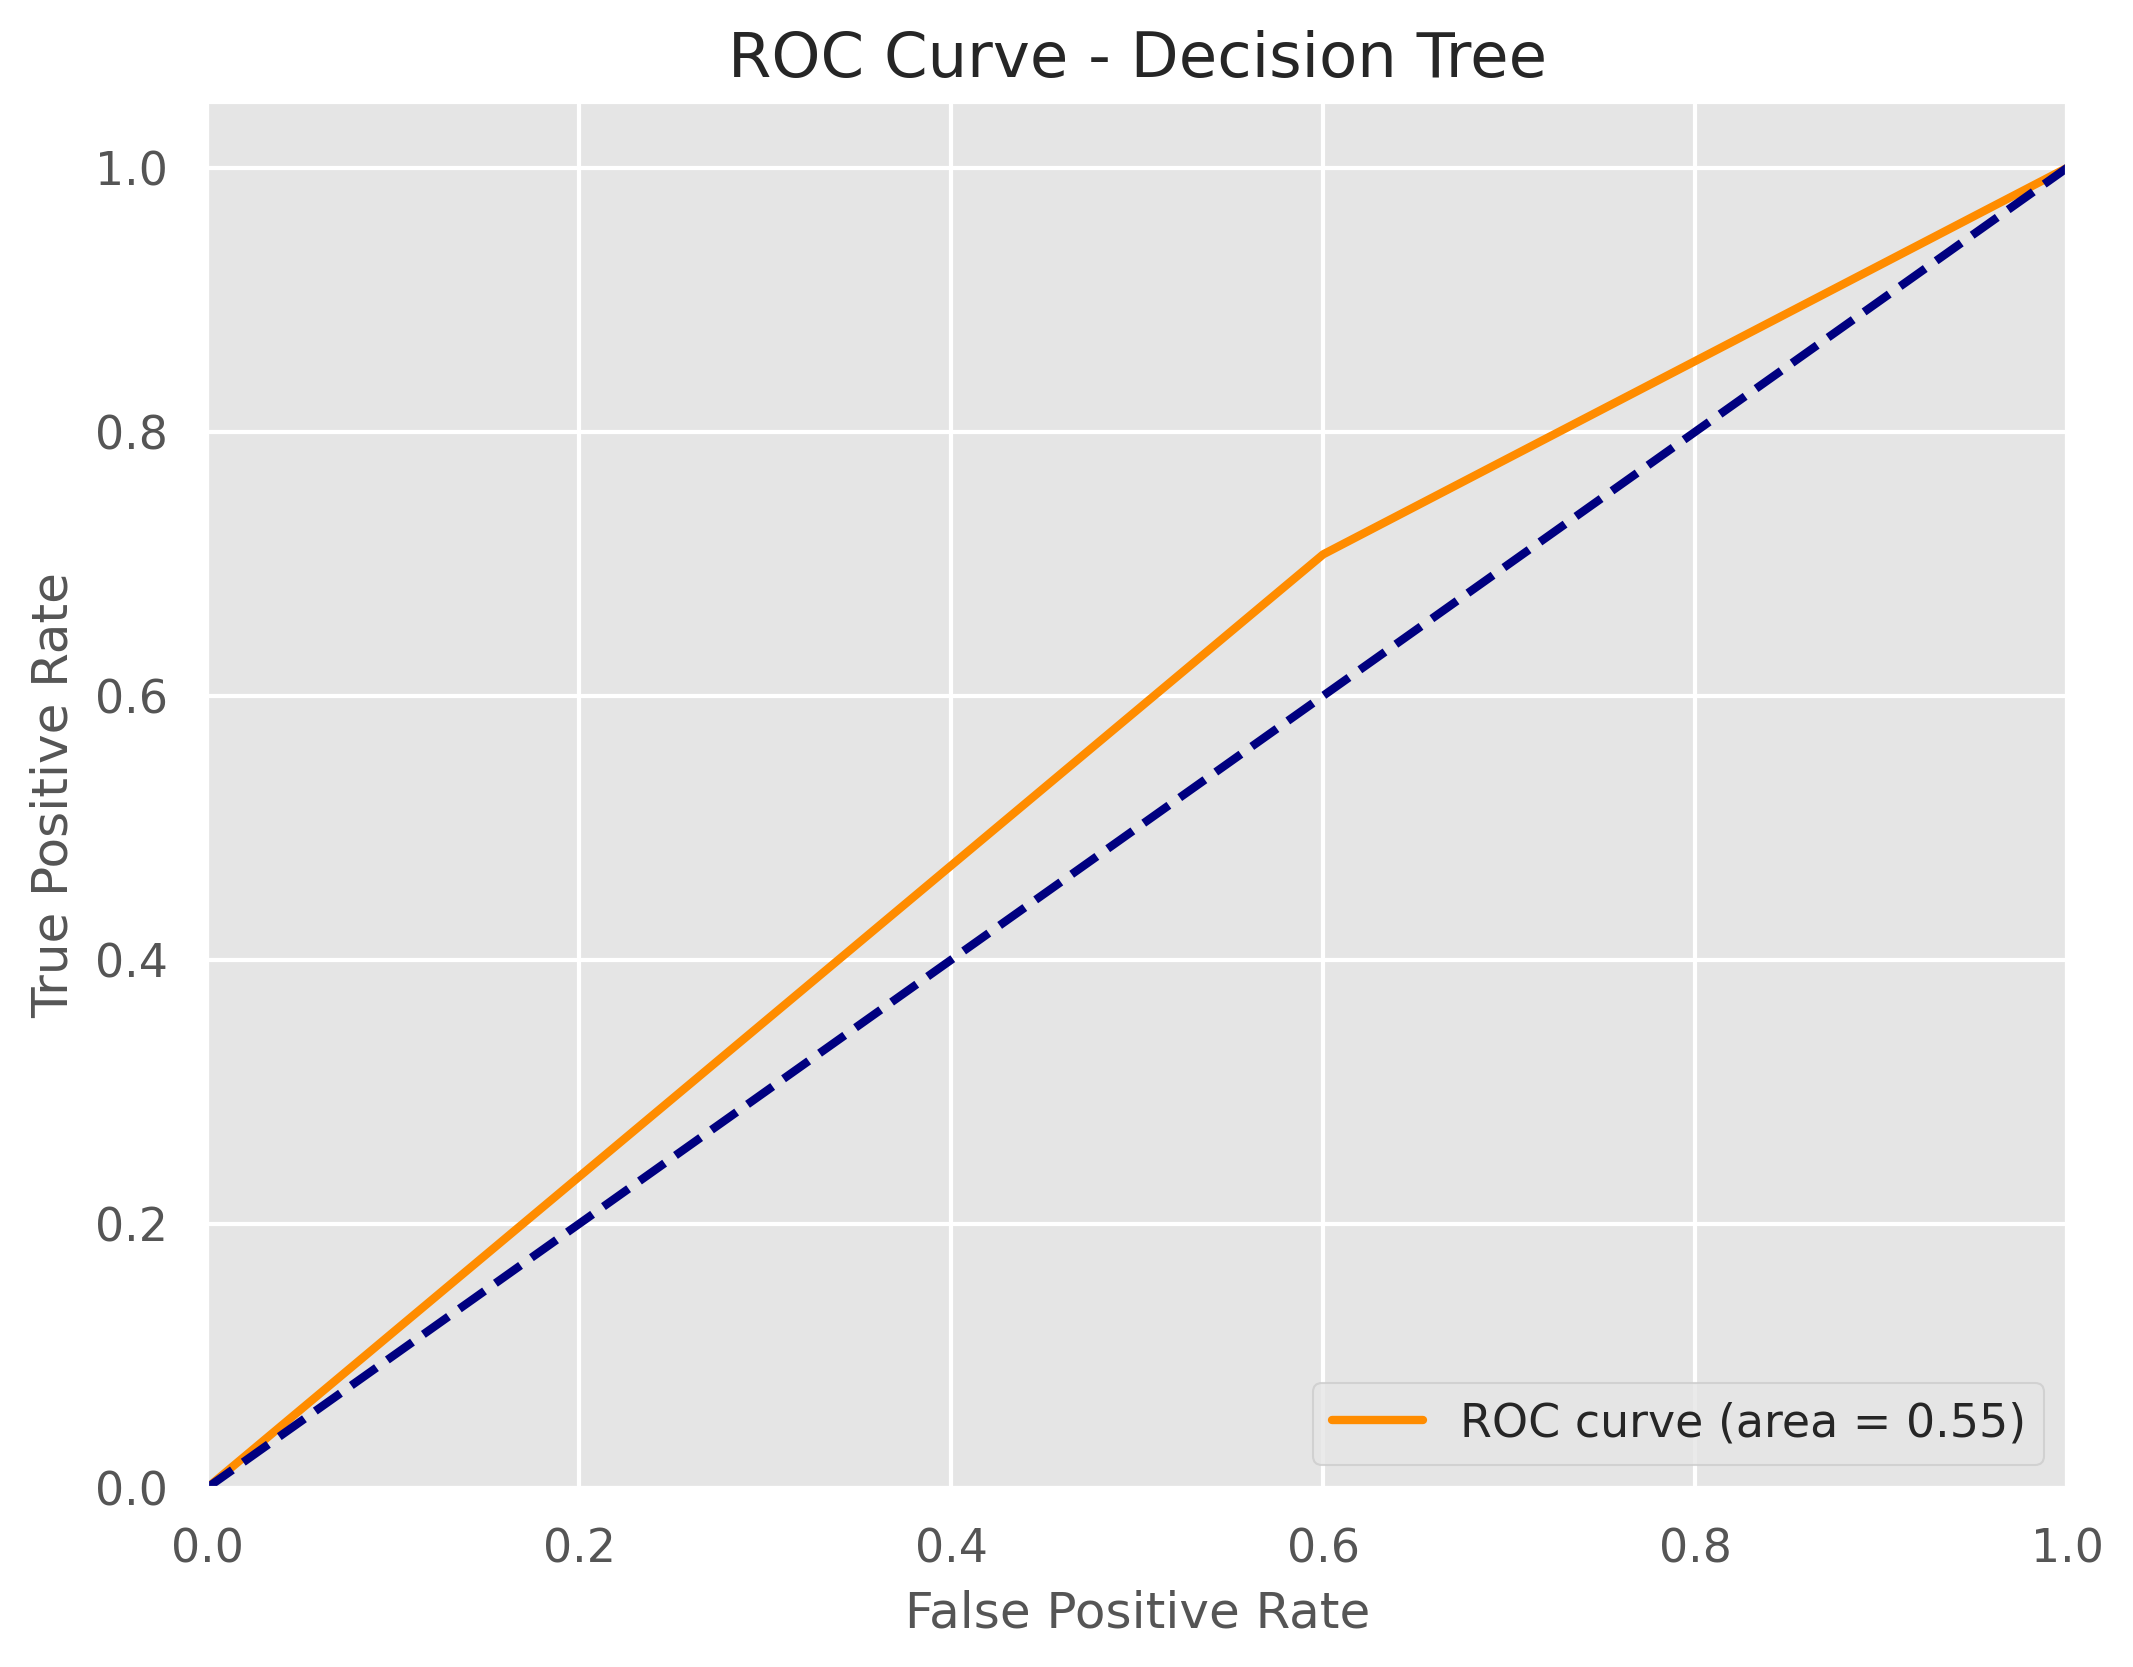 ROC Curve - Decision Tree
1.0
0.8
0.6
0.4
0.2
0.0
True Positive Rate
ROC curve (area = 0.55)
0.0 0.2 0.4 0.6 0.8 1.0
False Positive Rate